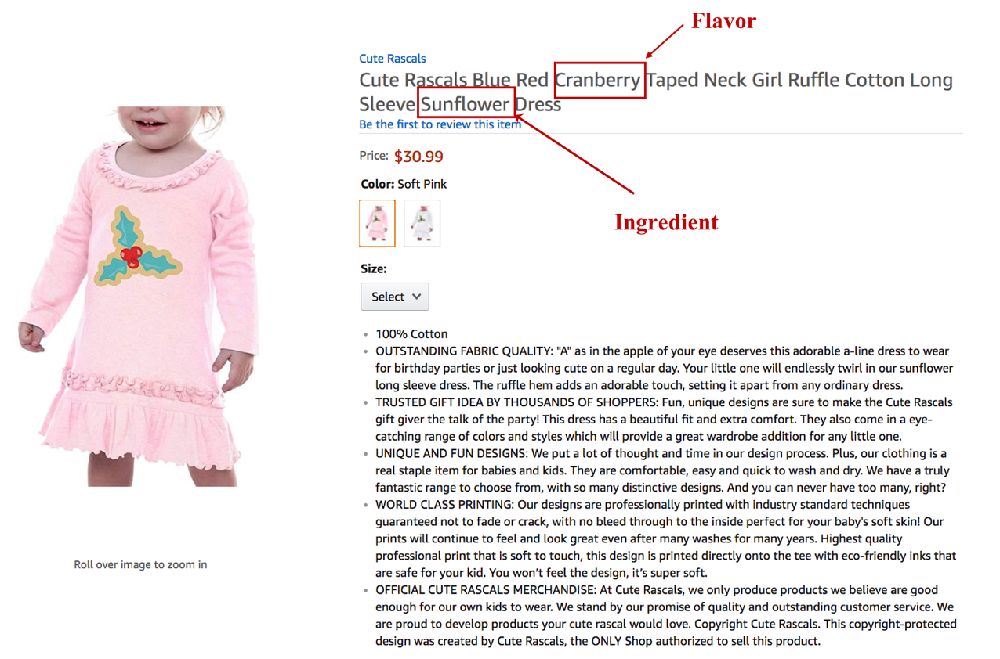 Flavor
Cute Rascals
Cute Rascals Blue Red Cranberry Taped Neck Girl Ruffle Cotton Long
Sleeve Sunflower Dress
Be the first to review this item
Price: $30.99
Color: Soft Pink
Ingredient
Size:
Select
100% Cotton
OUTSTANDING FABRIC QUALITY: "A" as in the apple of your eye deserves this adorable a-line dress to wear
for birthday parties or just looking cute on a regular day. Your little one will endlessly twirl in our sunflower
long sleeve dress. The ruffle hem adds an adorable touch, setting it apart from any ordinary dress.
TRUSTED GIFT IDEA BY THOUSANDS OF SHOPPERS: Fun, unique designs are sure to make the Cute Rascals
gift giver the talk of the party! This dress has a beautiful fit and extra comfort. They also come in a eye-
catching range of colors and styles which will provide a great wardrobe addition for any little one.
UNIQUE AND FUN DESIGNS: We put a lot of thought and time in our design process. Plus, our clothing is a
real staple item for babies and kids. They are comfortable, easy and quick to wash and dry. We have a truly
fantastic range to choose from, with so many distinctive designs. And you can never have too many, right?
WORLD CLASS PRINTING: Our designs are professionally printed with industry standard techniques
guaranteed not to fade or crack, with no bleed through to the inside perfect for your baby's soft skin! Our
prints will continue to feel and look great even after many washes for many years. Highest quality
professional print that is soft to touch, this design is printed directly onto the tee with eco-friendly inks that
are safe for your kid. You won’t feel the design, it’s super soft.
OFFICIAL CUTE RASCALS MERCHANDISE: At Cute Rascals, we only produce products we believe are good
enough for our own kids to wear. We stand by our promise of quality and outstanding customer service. We
are proud to develop products your cute rascal would love. Copyright Cute Rascals. This copyright-protected
design was created by Cute Rascals, the ONLY Shop authorized to sell this product.
Roll over image to zoom in